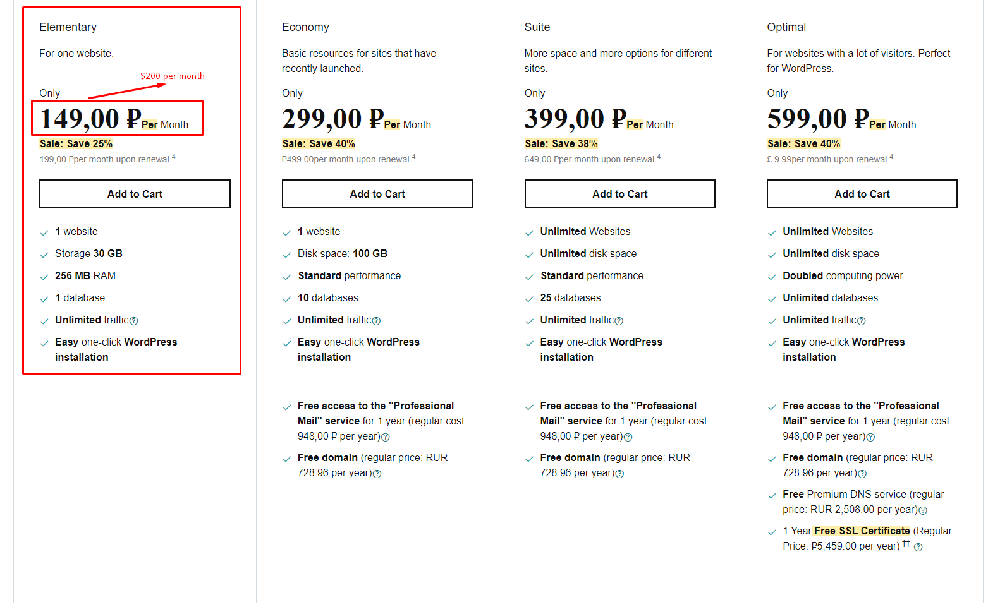 Elementary
For one website.
$200 per month
Only
149,00 ₽Per Month
Sale: Save 25%
199,00 ₽per month upon renewal 4
Add to Cart
1 website
Storage 30 GB
256 MB RAM
1 database
Unlimited traffic?
Easy one-click WordPress
installation
Economy
Basic resources for sites that have
recently launched.
Only
299,00 ₽Per Month
Sale: Save 40%
₽499.00per month upon renewal 4
Add to Cart
1 website
Disk space: 100 GB
Standard performance
10 databases
Unlimited traffic?
Easy one-click WordPress
installation
Free access to the "Professional
Mail" service for 1 year (regular cost:
948,00 ₽ per year)?
Free domain (regular price: RUR
728.96 per year)?
Suite
More space and more options for different
sites.
Only
399,00 ₽Per Month
Sale: Save 38%
649,00 ₽per month upon renewal 4
Add to Cart
Unlimited Websites
Unlimited disk space
Standard performance
25 databases
Unlimited traffic?
Easy one-click WordPress
installation
Free access to the "Professional
Mail" service for 1 year (regular cost:
948,00 ₽ per year)?
Free domain (regular price: RUR
728.96 per year)?
Optimal
For websites with a lot of visitors. Perfect
for WordPress.
Only
599,00 ₽Per Month
Sale: Save 40%
£ 9.99per month upon renewal 4
Add to Cart
Unlimited Websites
Unlimited disk space
Doubled computing power
Unlimited databases
Unlimited traffic?
Easy one-click WordPress
installation
Free access to the "Professional
Mail" service for 1 year (regular cost:
948,00 ₽ per year)?
Free domain (regular price: RUR
728.96 per year)?
Free Premium DNS service (regular
price: RUR 2,508.00 per year)?
1 Year Free SSL Certificate (Regular
Price: ₽5,459.00 per year) †† ?